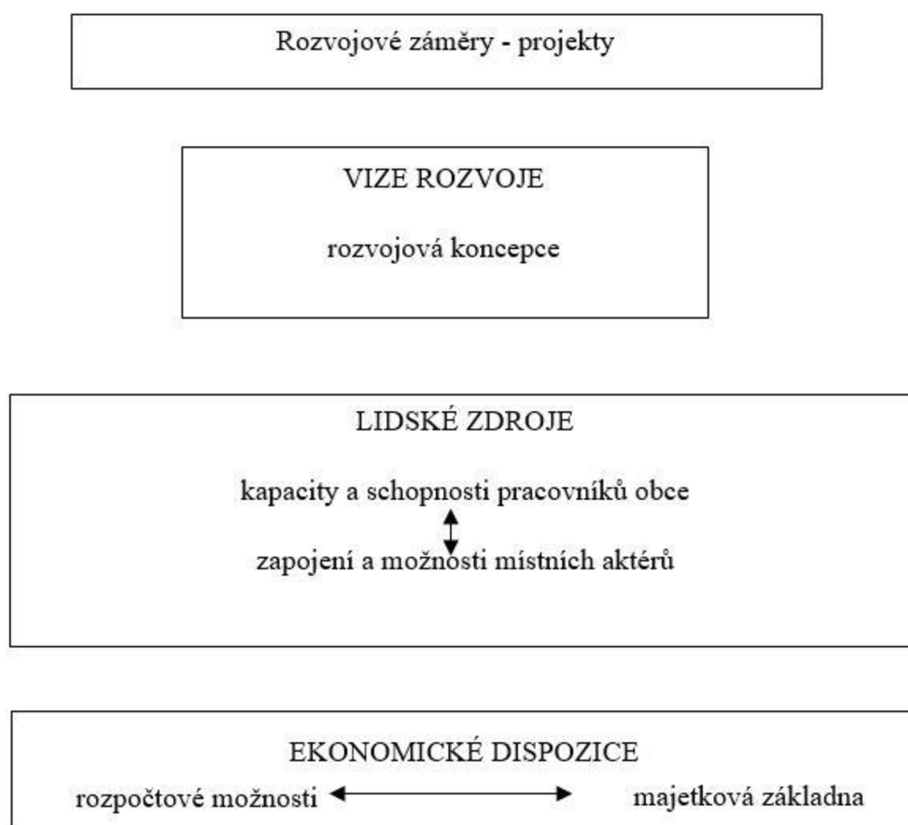 Rozvojové záměry - projekty
VIZE ROZVOJE
rozvojová koncepce
LIDSKÉ ZDROJE
kapacity a schopnosti pracovníků obce
zapojení a možnosti místních aktérů
EKONOMICKÉ DISPOZICE
rozpočtové možnosti majetková základna